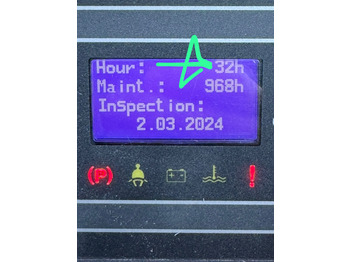 Hour: 32h
Maint.: 968h
Inspection:
2.03.2024
(P)
!